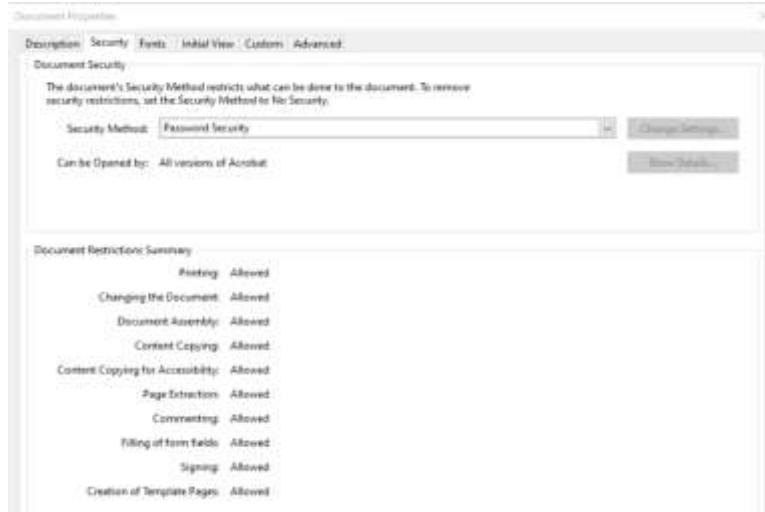 Document Properties
Description Security Fonts Initial View Custom Advanced
Document Security
The document's Security Method restricts what can be done to the document. To remove
security restrictions, set the Security Method to No Security.
Security Method: Password Security Change Settings...
Can be Opened by: All versions of Acrobat Show Details...
Document Restrictions Summary
Printing: Allowed
Changing the Document: Allowed
Document Assembly: Allowed
Content Copying: Allowed
Content Copying for Accessibility: Allowed
Page Extraction: Allowed
Commenting: Allowed
Filling of form fields: Allowed
Signing: Allowed
Creation of Template Pages: Allowed